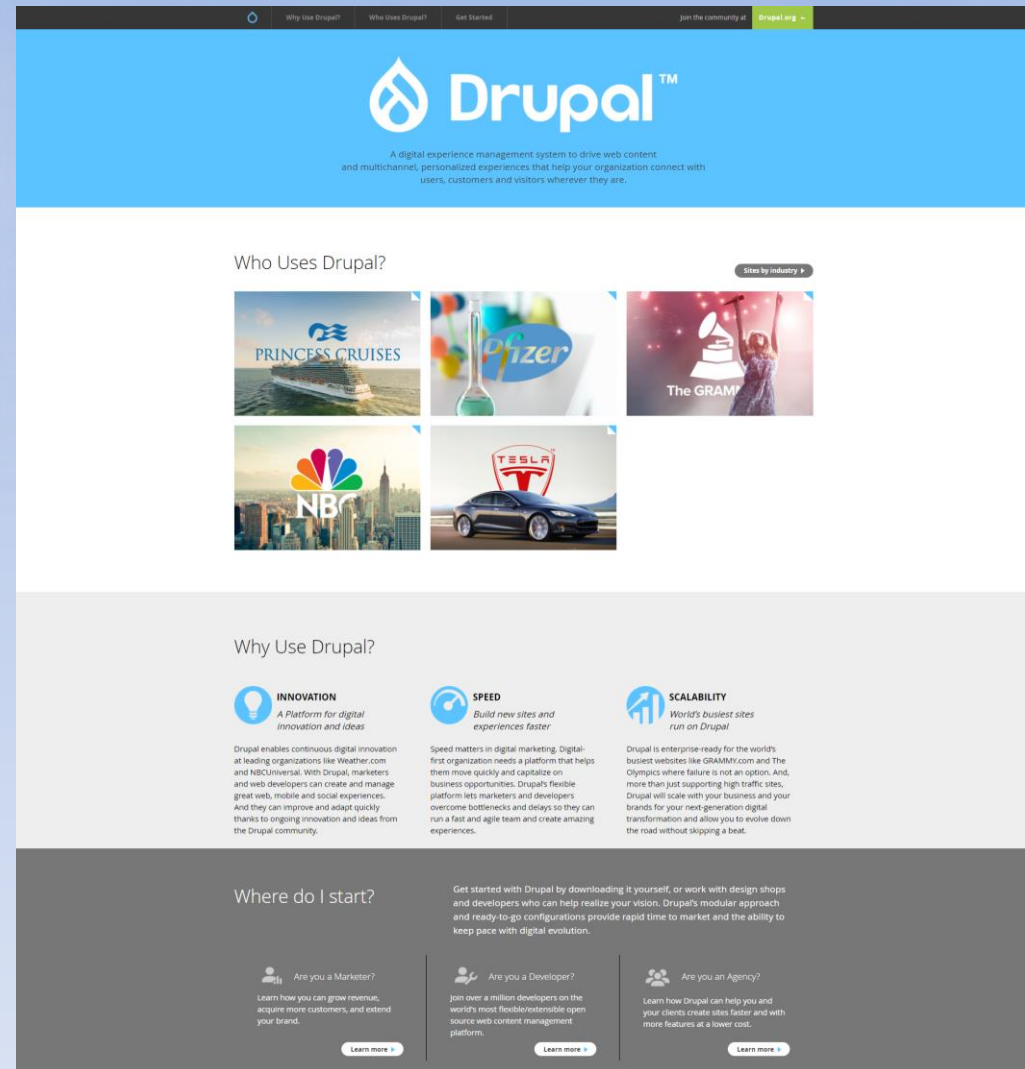 Why Use Drupal?
Who Uses Drupal?
Get Started
Join the community at
Drupal.org
Drupal™
A digital experience management system to drive web content
and multichannel, personalized experiences that help your organization connect with
users, customers and visitors wherever they are.
Who Uses Drupal?
Sites by industry
PRINCESS CRUISES
Pfizer
The GRAMM
NBC
TESLA
Why Use Drupal?
INNOVATION
A Platform for digital
innovation and ideas
Drupal enables continuous digital innovation
at leading organizations like Weather.com
and NBCUniversal. With Drupal, marketers
and web developers can create and manage
great web, mobile and social experiences.
And they can improve and adapt quickly
thanks to ongoing innovation and ideas from
the Drupal community.
SPEED
Build new sites and
experiences faster
Speed matters in digital marketing. Digital-
first organization needs a platform that helps
them move quickly and capitalize on
business opportunities. Drupal's flexible
platform lets marketers and developers
overcome bottlenecks and delays so they can
run a fast and agile team and create amazing
experiences.
SCALABILITY
World's busiest sites
run on Drupal
Drupal is enterprise-ready for the world's
busiest websites like GRAMMY.com and The
Olympics where failure is not an option. And,
more than just supporting high traffic sites,
Drupal will scale with your business and your
brands for your next-generation digital
transformation and allow you to evolve down
the road without skipping a beat.
Where do I start?
Get started with Drupal by downloading it yourself, or work with design shops
and developers who can help realize your vision. Drupal's modular approach
and ready-to-go configurations provide rapid time to market and the ability to
keep pace with digital evolution.
Are you a Marketer?
Learn how you can grow revenue,
acquire more customers, and extend
your brand.
Learn more
Are you a Developer?
Join over a million developers on the
world's most flexible/extensible open
source web content management
platform.
Learn more
Are you an Agency?
Learn how Drupal can help you and
your clients create sites faster and with
more features at a lower cost.
Learn more